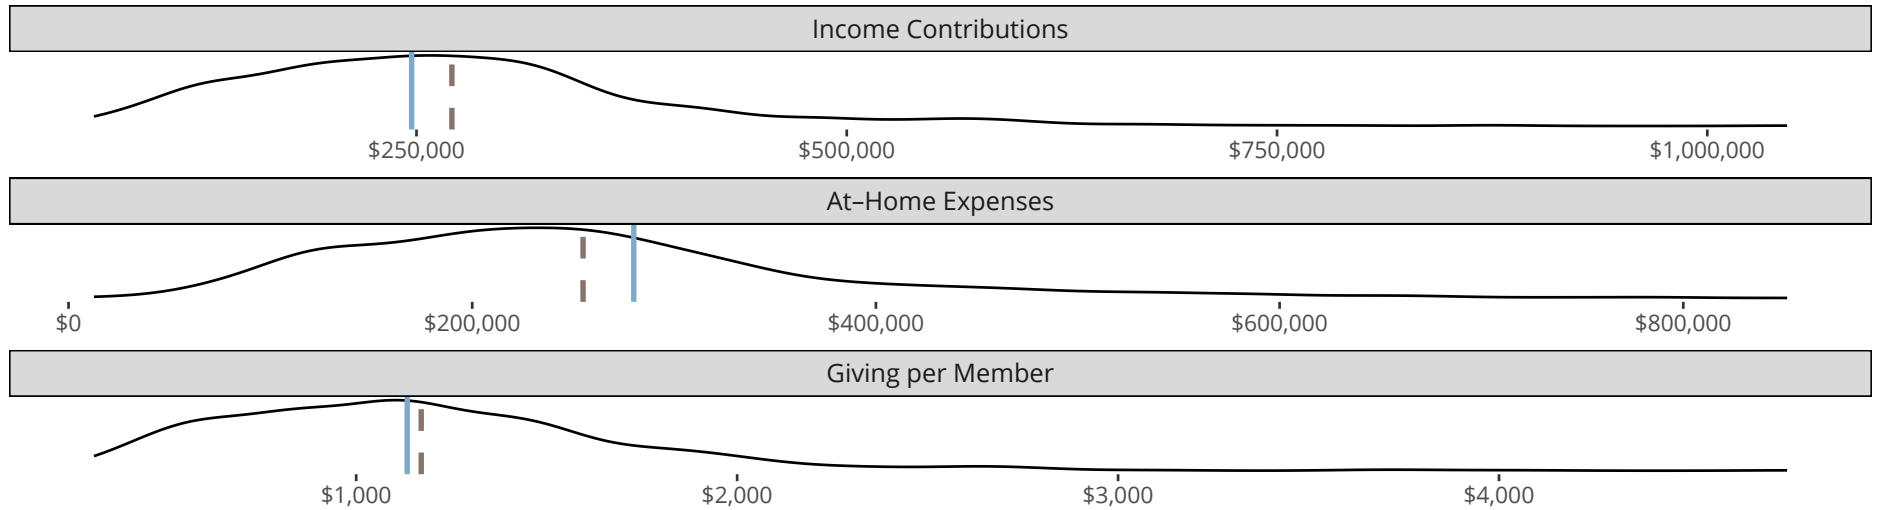 Income Contributions
$250,000 $500,000 $750,000 $1,000,000
At–Home Expenses
$0 $200,000 $400,000 $600,000 $800,000
Giving per Member
$1,000 $2,000 $3,000 $4,000